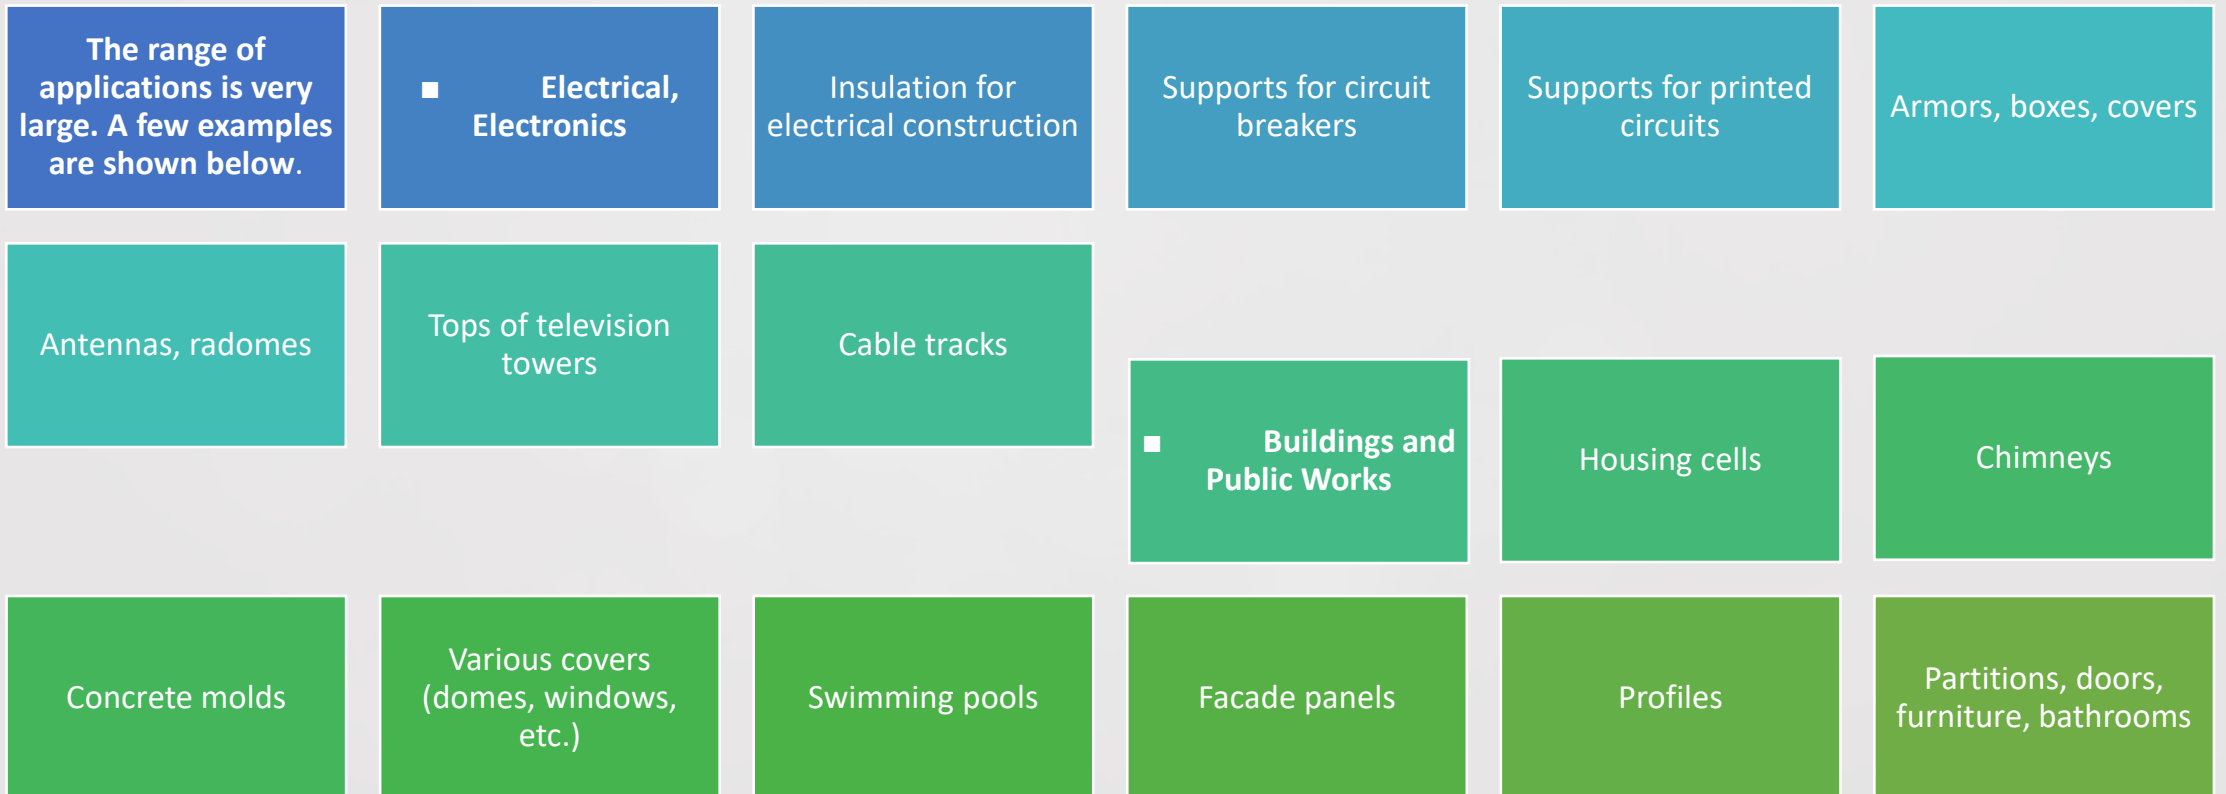 The range of
applications is very
large. A few examples
are shown below.
■ Electrical,
Electronics
Insulation for
electrical construction
Supports for circuit
breakers
Supports for printed
circuits
Armors, boxes, covers
Antennas, radomes
Tops of television
towers
Cable tracks
■ Buildings and
Public Works
Housing cells
Chimneys
Concrete molds
Various covers
(domes, windows,
etc.)
Swimming pools
Facade panels
Profiles
Partitions, doors,
furniture, bathrooms